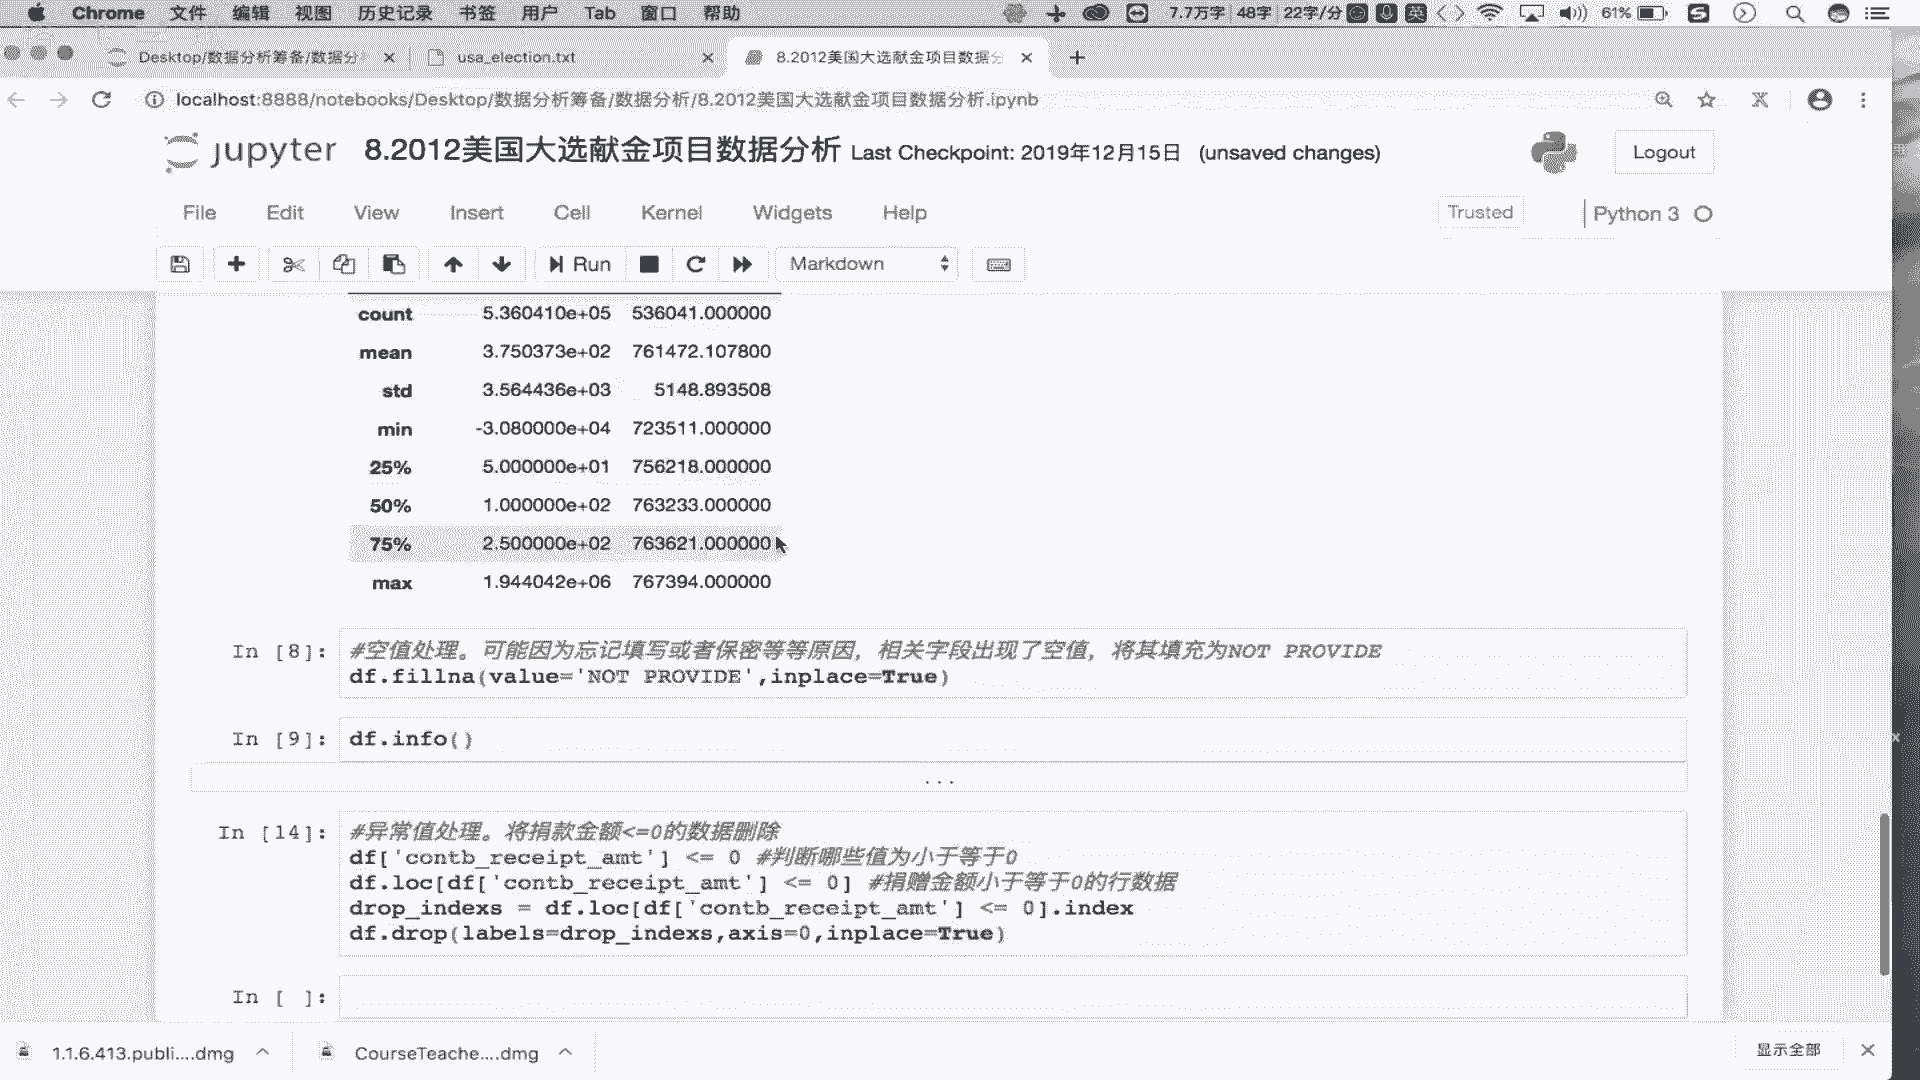 Chrome 文件 编辑 视图 历史记录 书签 用户 Tab 窗口 帮助 7.7万字 48字 22字/分 英 61%
Desktop/数据分析筹备/数据分 usa_election.txt 8.2012美国大选献金项目数据分
localhost:8888/notebooks/Desktop/数据分析筹备/数据分析/8.2012美国大选献金项目数据分析.ipynb
jupyter 8.2012美国大选献金项目数据分析 Last Checkpoint: 2019年12月15日 (unsaved changes) Logout
File Edit View Insert Cell Kernel Widgets Help Trusted Python 3
Run Markdown
count 5.360410e+05 536041.000000
mean 3.750373e+02 761472.107800
std 3.564436e+03 5148.893508
min -3.080000e+04 723511.000000
25% 5.000000e+01 756218.000000
50% 1.000000e+02 763233.000000
75% 2.500000e+02 763621.000000
max 1.944042e+06 767394.000000
In [8]: #空值处理。可能因为忘记填写或者保密等等原因，相关字段出现了空值，将其填充为NOT PROVIDE
df.fillna(value='NOT PROVIDE',inplace=True)
In [9]: df.info()
...
In [14]: #异常值处理。将捐款金额<=0的数据删除
df['contb_receipt_amt'] <= 0 #判断哪些值为小于等于0
df.loc[df['contb_receipt_amt'] <= 0] #捐赠金额小于等于0的行数据
drop_indexs = df.loc[df['contb_receipt_amt'] <= 0].index
df.drop(labels=drop_indexs,axis=0,inplace=True)
In [ ]:
1.1.6.413.publi....dmg CourseTeache....dmg 显示全部